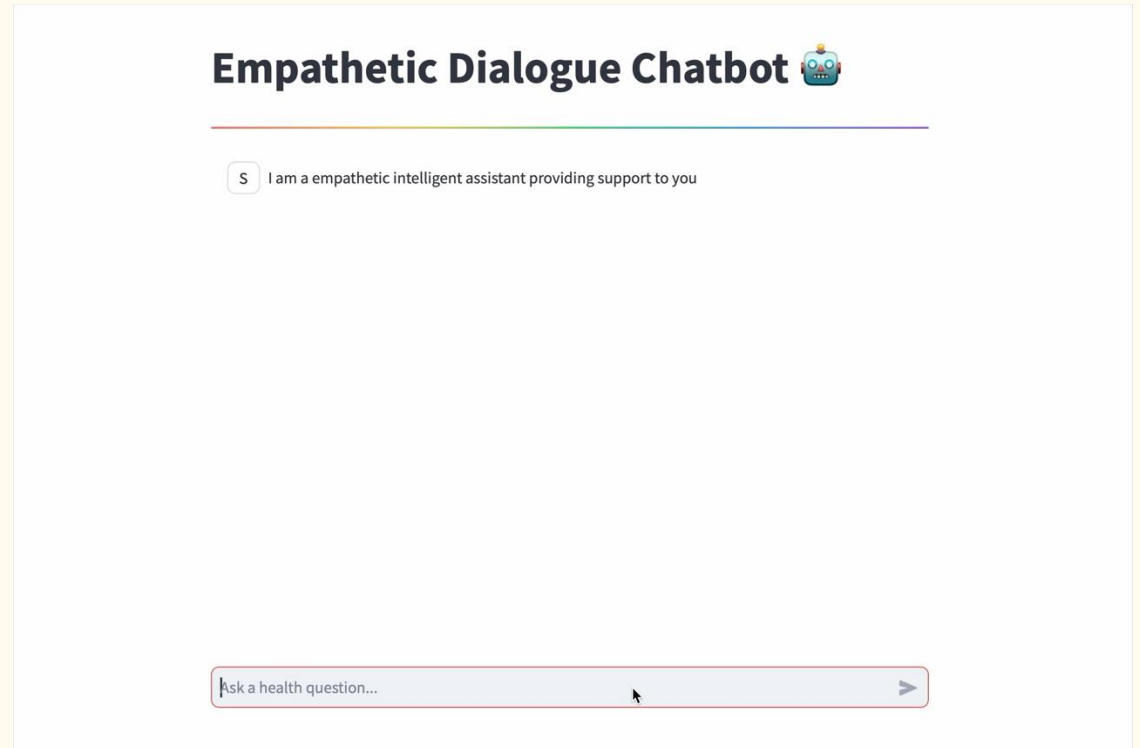 Empathetic Dialogue Chatbot 🤖
S I am a empathetic intelligent assistant providing support to you
Ask a health question...